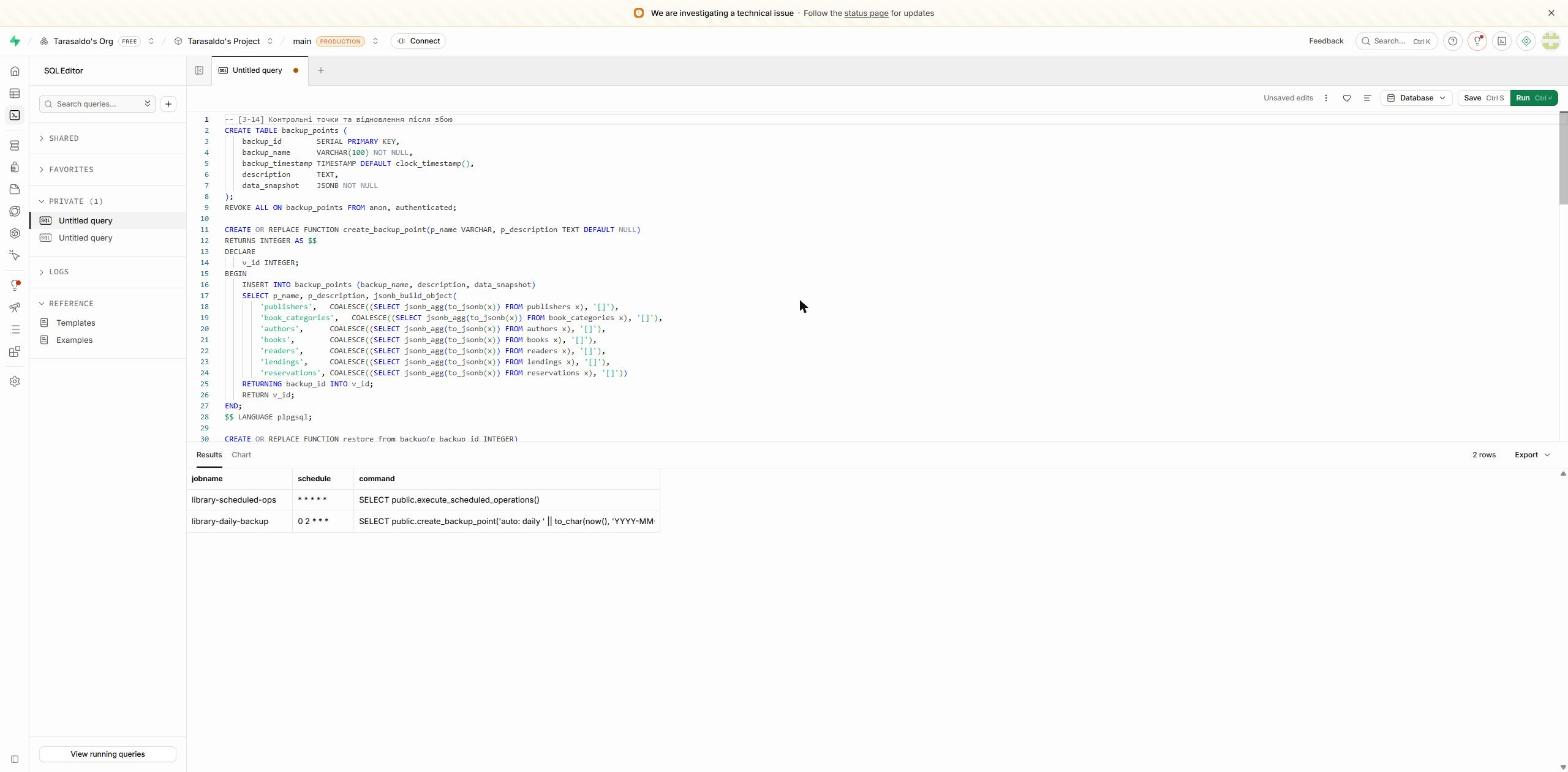 We are investigating a technical issue · Follow the status page for updates
Tarasaldo's Org FREE / Tarasaldo's Project / main PRODUCTION Connect
Feedback Search... Ctrl K
SQL Editor
Untitled query
Search queries...
SHARED
FAVORITES
PRIVATE (1)
Untitled query
Untitled query
LOGS
REFERENCE
Templates
Examples
View running queries
Unsaved edits Database Save Ctrl S Run Ctrl ↵
1 -- [3-14] Контрольні точки та відновлення після збою
2 CREATE TABLE backup_points (
3 backup_id SERIAL PRIMARY KEY,
4 backup_name VARCHAR(100) NOT NULL,
5 backup_timestamp TIMESTAMP DEFAULT clock_timestamp(),
6 description TEXT,
7 data_snapshot JSONB NOT NULL
8 );
9 REVOKE ALL ON backup_points FROM anon, authenticated;
10
11 CREATE OR REPLACE FUNCTION create_backup_point(p_name VARCHAR, p_description TEXT DEFAULT NULL)
12 RETURNS INTEGER AS $$
13 DECLARE
14 v_id INTEGER;
15 BEGIN
16 INSERT INTO backup_points (backup_name, description, data_snapshot)
17 SELECT p_name, p_description, jsonb_build_object(
18 'publishers', COALESCE((SELECT jsonb_agg(to_jsonb(x)) FROM publishers x), '[]'),
19 'book_categories', COALESCE((SELECT jsonb_agg(to_jsonb(x)) FROM book_categories x), '[]'),
20 'authors', COALESCE((SELECT jsonb_agg(to_jsonb(x)) FROM authors x), '[]'),
21 'books', COALESCE((SELECT jsonb_agg(to_jsonb(x)) FROM books x), '[]'),
22 'readers', COALESCE((SELECT jsonb_agg(to_jsonb(x)) FROM readers x), '[]'),
23 'lendings', COALESCE((SELECT jsonb_agg(to_jsonb(x)) FROM lendings x), '[]'),
24 'reservations', COALESCE((SELECT jsonb_agg(to_jsonb(x)) FROM reservations x), '[]'))
25 RETURNING backup_id INTO v_id;
26 RETURN v_id;
27 END;
28 $$ LANGUAGE plpgsql;
29
30 CREATE OR REPLACE FUNCTION restore_from_backup(p_backup_id INTEGER)
Results Chart 2 rows Export
jobname schedule command
library-scheduled-ops * * * * * SELECT public.execute_scheduled_operations()
library-daily-backup 0 2 * * * SELECT public.create_backup_point('auto: daily ' || to_char(now(), 'YYYY-MM-